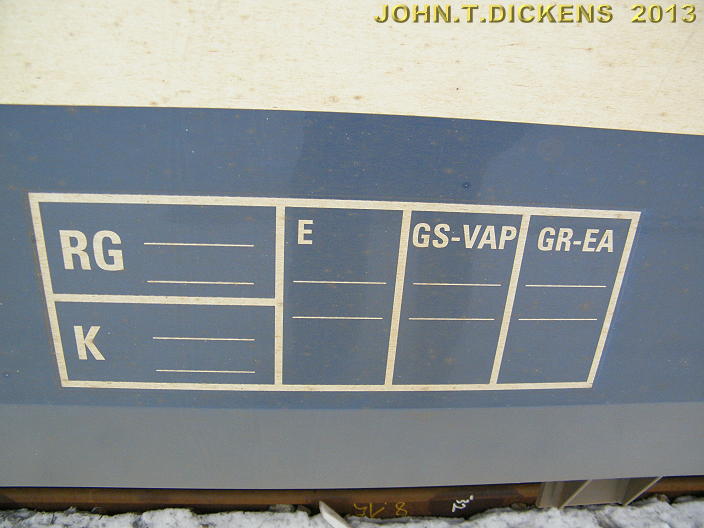 JOHN.T.DICKENS 2013
RG
E
GS-VAP
GR-EA
K